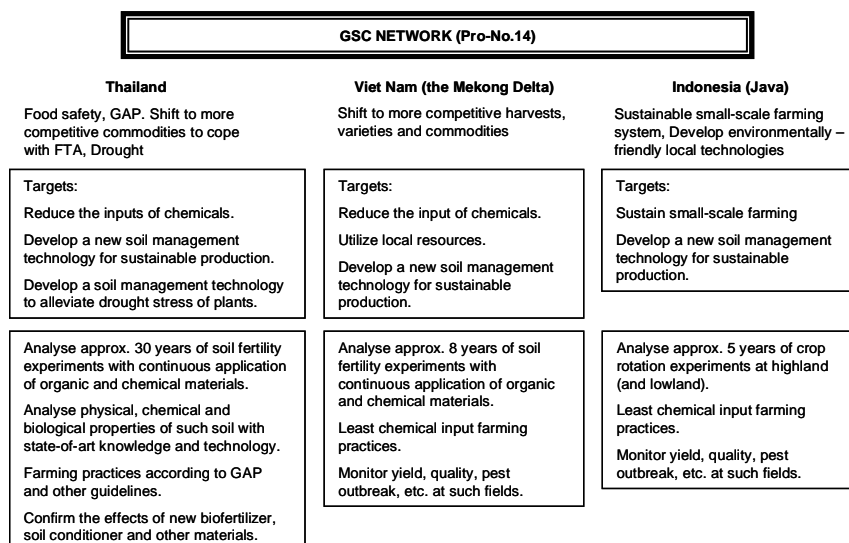 GSC NETWORK (Pro-No.14)
Thailand
Food safety, GAP. Shift to more
competitive commodities to cope
with FTA, Drought
Targets:
Reduce the inputs of chemicals.
Develop a new soil management
technology for sustainable production.
Develop a soil management technology
to alleviate drought stress of plants.
Analyse approx. 30 years of soil fertility
experiments with continuous application
of organic and chemical materials.
Analyse physical, chemical and
biological properties of such soil with
state-of-art knowledge and technology.
Farming practices according to GAP
and other guidelines.
Confirm the effects of new biofertilizer,
soil conditioner and other materials.
Viet Nam (the Mekong Delta)
Shift to more competitive harvests,
varieties and commodities
Targets:
Reduce the input of chemicals.
Utilize local resources.
Develop a new soil management
technology for sustainable
production.
Analyse approx. 8 years of soil
fertility experiments with
continuous application of organic
and chemical materials.
Least chemical input farming
practices.
Monitor yield, quality, pest
outbreak, etc. at such fields.
Indonesia (Java)
Sustainable small-scale farming
system, Develop environmentally –
friendly local technologies
Targets:
Sustain small-scale farming
Develop a new soil management
technology for sustainable
production.
Analyse approx. 5 years of crop
rotation experiments at highland
(and lowland).
Least chemical input farming
practices.
Monitor yield, quality, pest
outbreak, etc. at such fields.